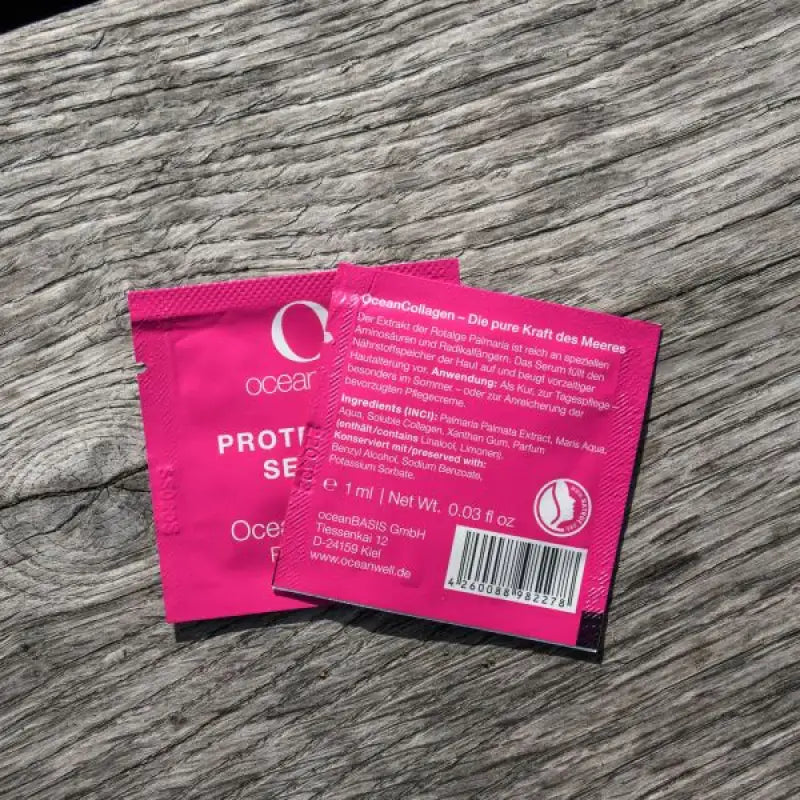 ocean
PROTE
SE
Ocea
OceanCollagen – Die pure Kraft des Meeres
Der Extrakt der Rotalge Palmaria ist reich an speziellen
Aminosäuren und Radikalfängern. Das Serum füllt den
Nährstoffspeicher der Haut auf und beugt vorzeitiger
Hautalterung vor. Anwendung: Als Kur, zur Tagespflege –
besonders im Sommer – oder zur Anreicherung der
bevorzugten Pflegecreme.
Ingredients (INCI): Palmaria Palmata Extract, Maris Aqua,
Aqua, Soluble Collagen, Xanthan Gum, Parfum
(enthält/contains Linalool, Limonen).
Konserviert mit/preserved with:
Benzyl Alcohol, Sodium Benzoate,
Potassium Sorbate.
℮ 1 ml | Net Wt. 0.03 fl oz
oceanBASIS GmbH
Tiessenkai 12
D-24159 Kiel
www.oceanwell.de
4 260088 982278